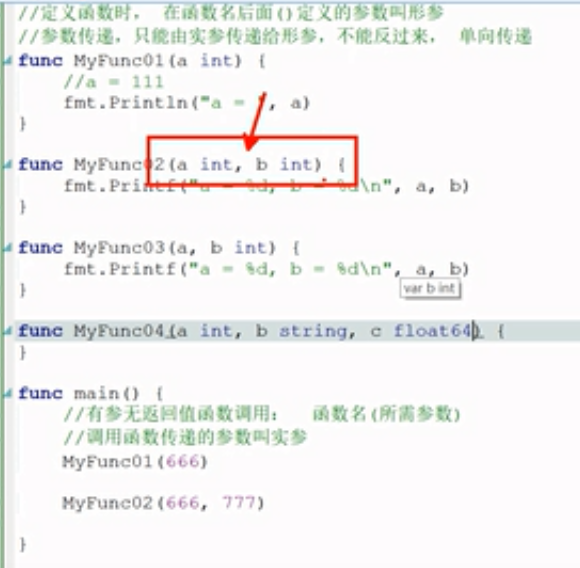 //定义函数时， 在函数名后面()定义的参数叫形参
//参数传递，只能由实参传递给形参，不能反过来， 单向传递
func MyFunc01(a int) {
//a = 111
fmt.Println("a = ", a)
}
func MyFunc02(a int, b int) {
fmt.Printf("a = %d, b = %d\n", a, b)
}
func MyFunc03(a, b int) {
fmt.Printf("a = %d, b = %d\n", a, b)
var b int
}
func MyFunc04(a int, b string, c float64) {
}
func main() {
//有参无返回值函数调用： 函数名(所需参数)
//调用函数传递的参数叫实参
MyFunc01(666)
MyFunc02(666, 777)
}